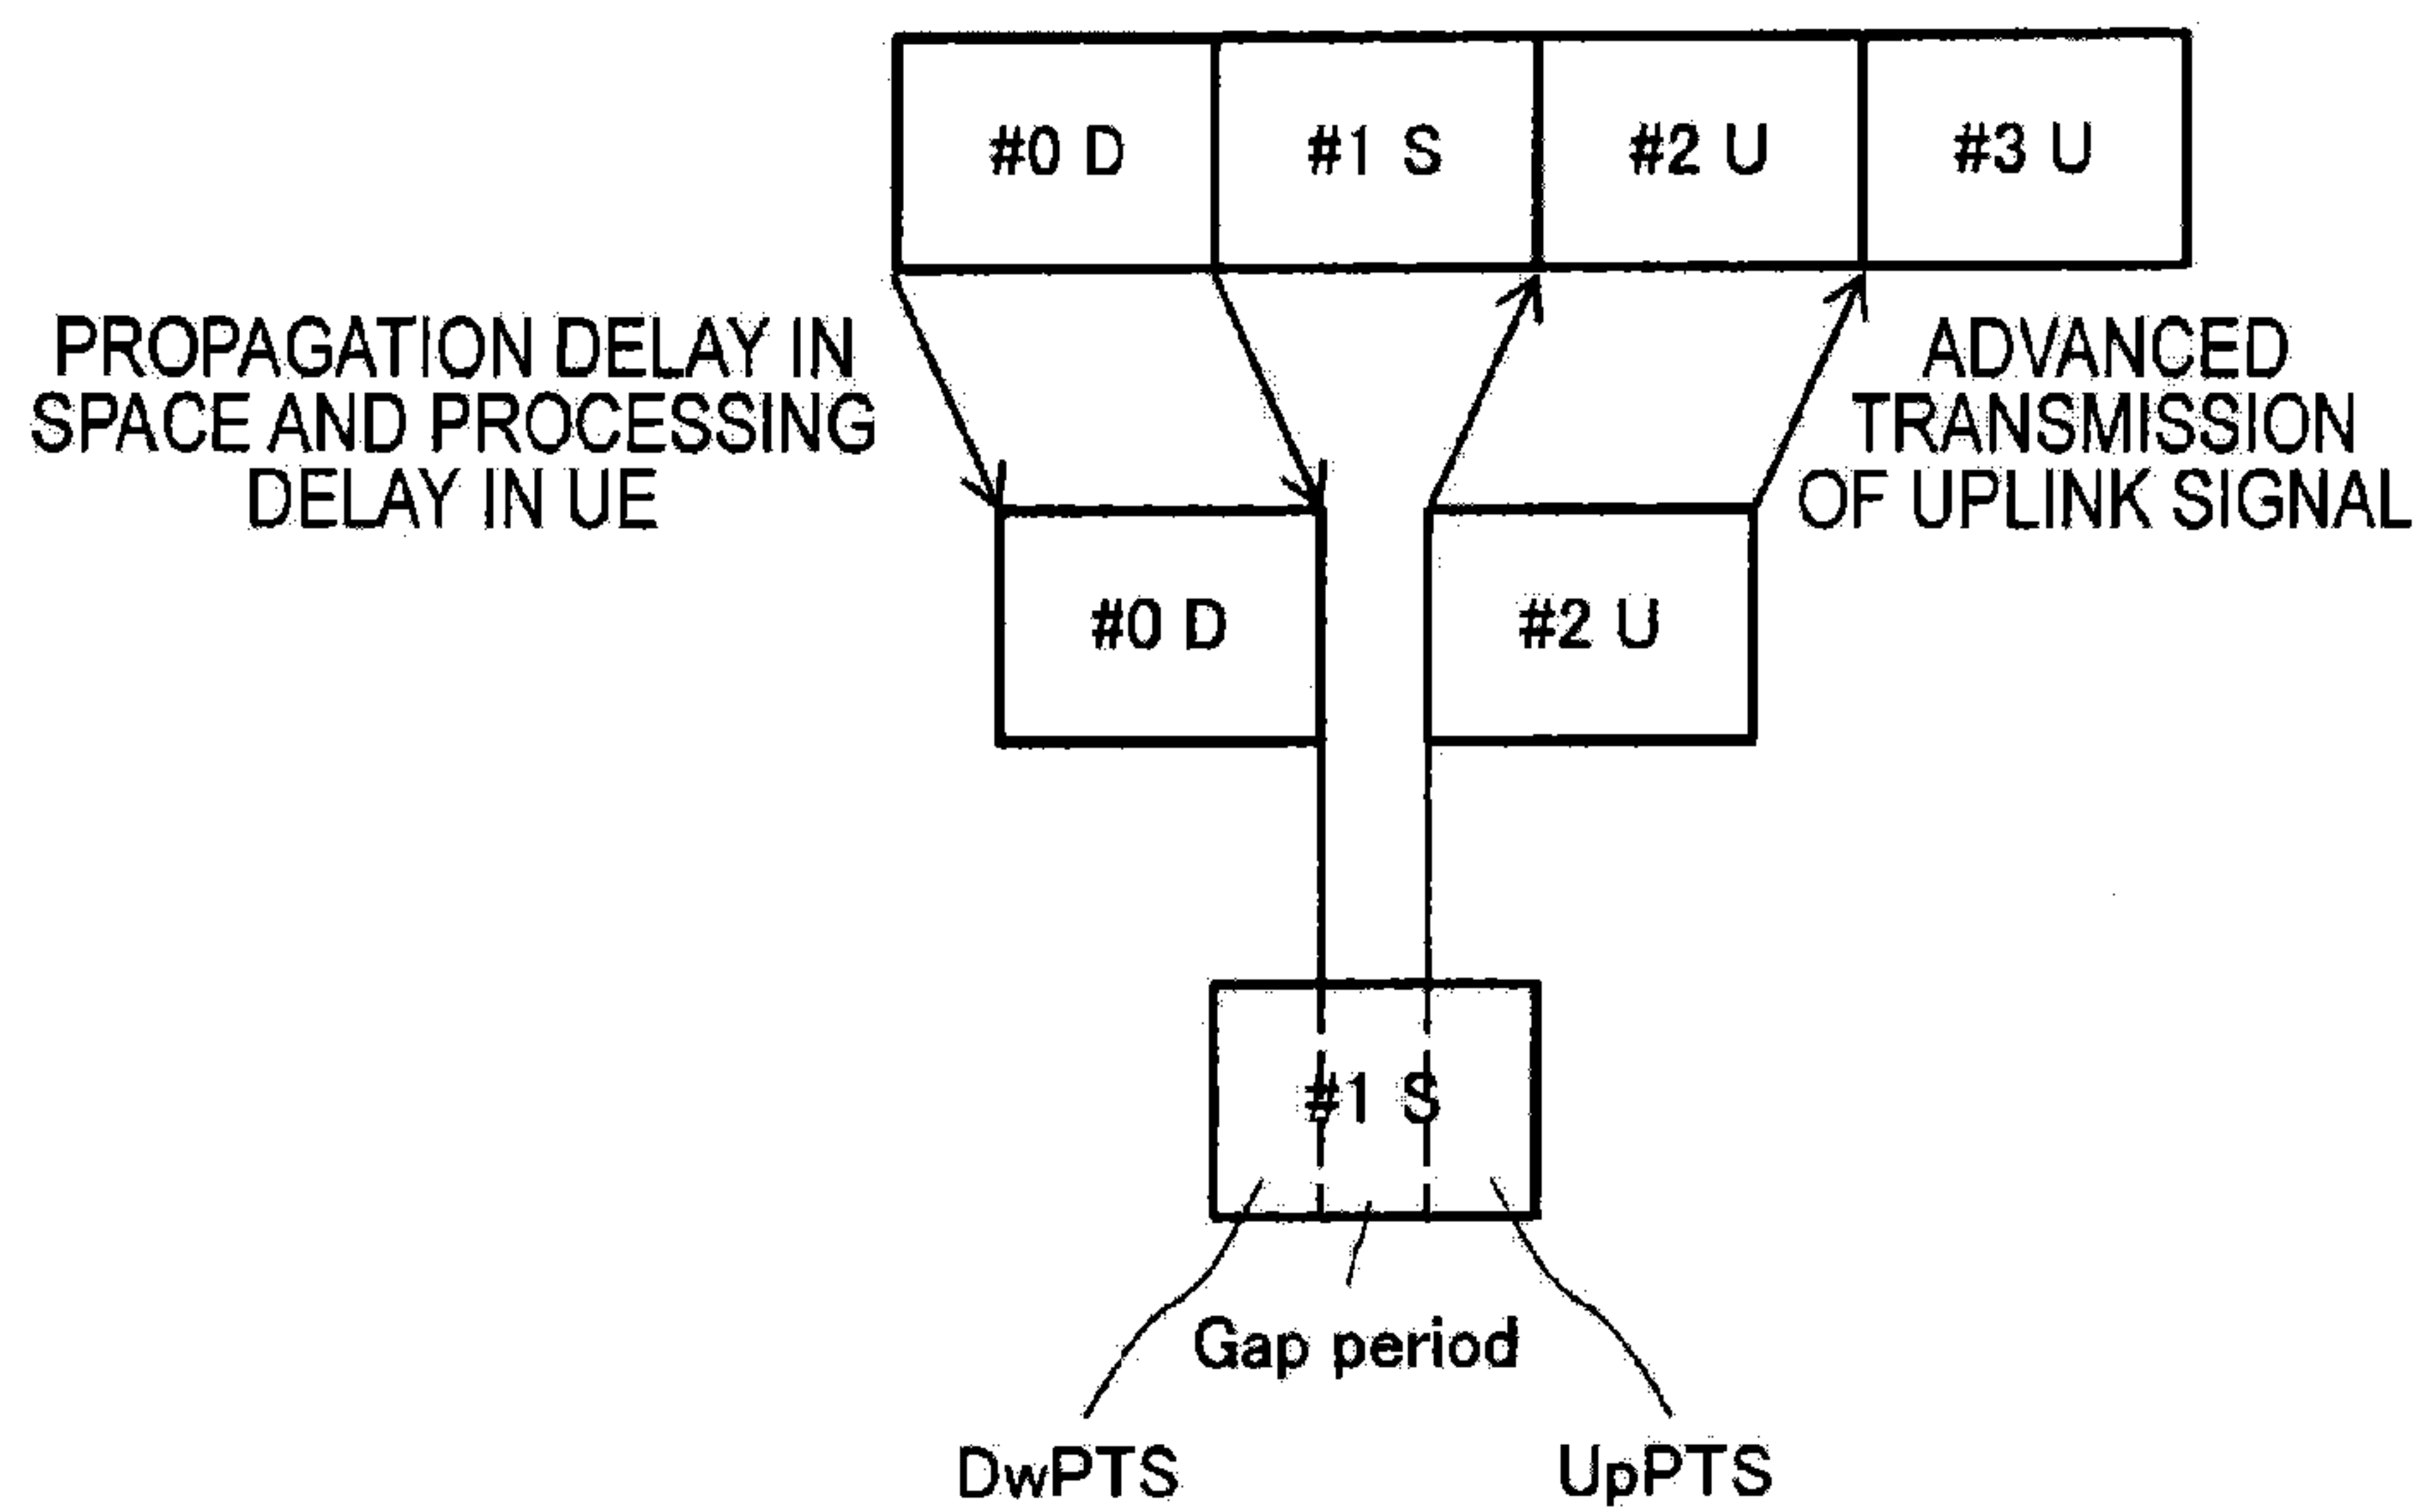 #0 D
#1 S
#2 U
#3 U
PROPAGATION DELAY IN
SPACE AND PROCESSING
DELAY IN UE
ADVANCED
TRANSMISSION
OF UPLINK SIGNAL
#0 D
#2 U
#1 S
Gap period
DwPTS
UpPTS